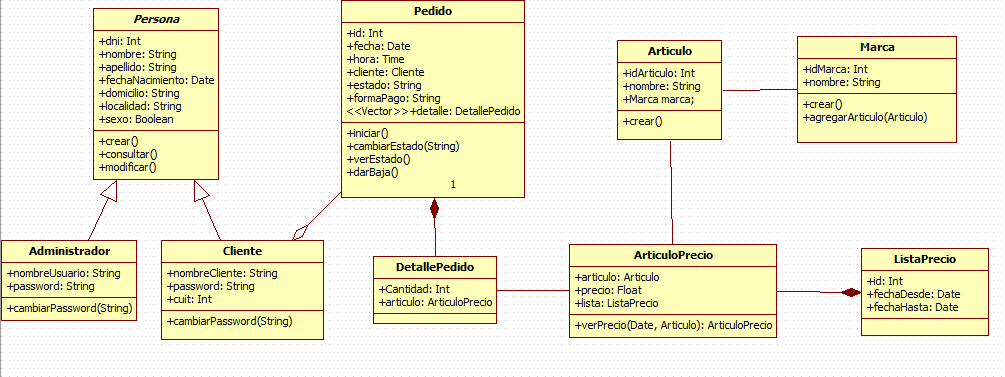 Persona
+dni: Int
+nombre: String
+apellido: String
+fechaNacimiento: Date
+domicilio: String
+localidad: String
+sexo: Boolean
+crear()
+consultar()
+modificar()
Pedido
+id: Int
+fecha: Date
+hora: Time
+cliente: Cliente
+estado: String
+formaPago: String
<<Vector>>+detalle: DetallePedido
+iniciar()
+cambiarEstado(String)
+verEstado()
+darBaja()
1
Articulo
+idArticulo: Int
+nombre: String
+Marca marca;
+crear()
Marca
+idMarca: Int
+nombre: String
+crear()
+agregarArticulo(Articulo)
Administrador
+nombreUsuario: String
+password: String
+cambiarPassword(String)
Cliente
+nombreCliente: String
+password: String
+cuit: Int
+cambiarPassword(String)
DetallePedido
+Cantidad: Int
+articulo: ArticuloPrecio
ArticuloPrecio
+articulo: Articulo
+precio: Float
+lista: ListaPrecio
+verPrecio(Date, Articulo): ArticuloPrecio
ListaPrecio
+id: Int
+fechaDesde: Date
+fechaHasta: Date